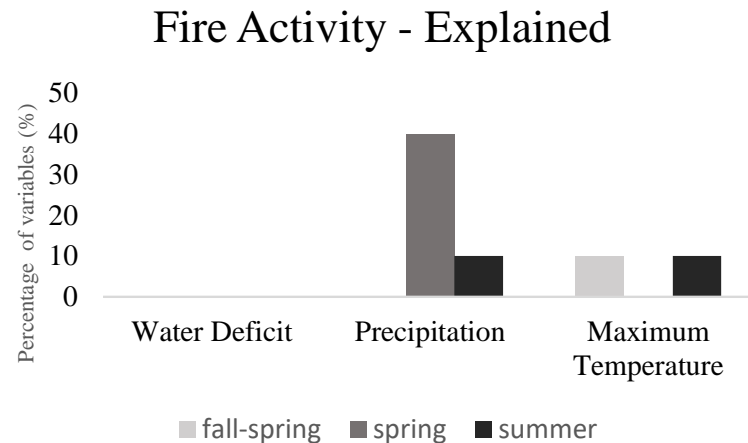 Fire Activity - Explained
Percentage of variables (%)
50
40
30
20
10
0
Water Deficit
Precipitation
Maximum
Temperature
fall-spring
spring
summer